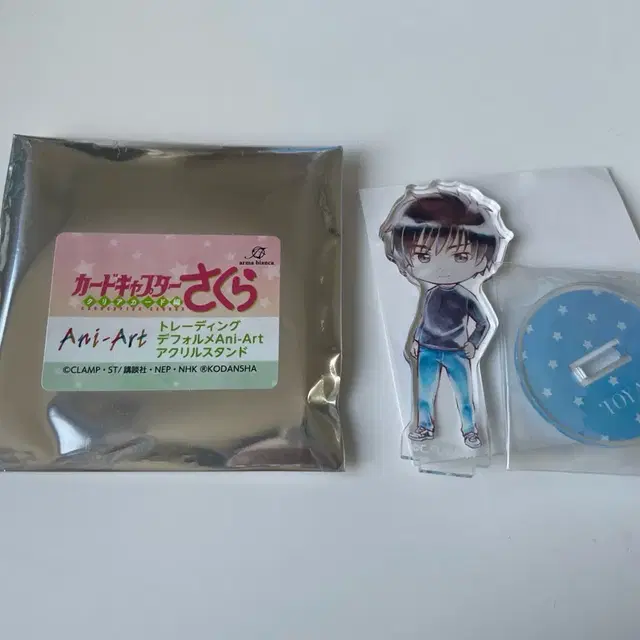 arma bianca
カードキャプター
さくら
クリアカード編
Ani-Art
トレーディング
デフォルメAni-Art
アクリルスタンド
©CLAMP・ST/講談社・NEP・NHK ®KODANSHA